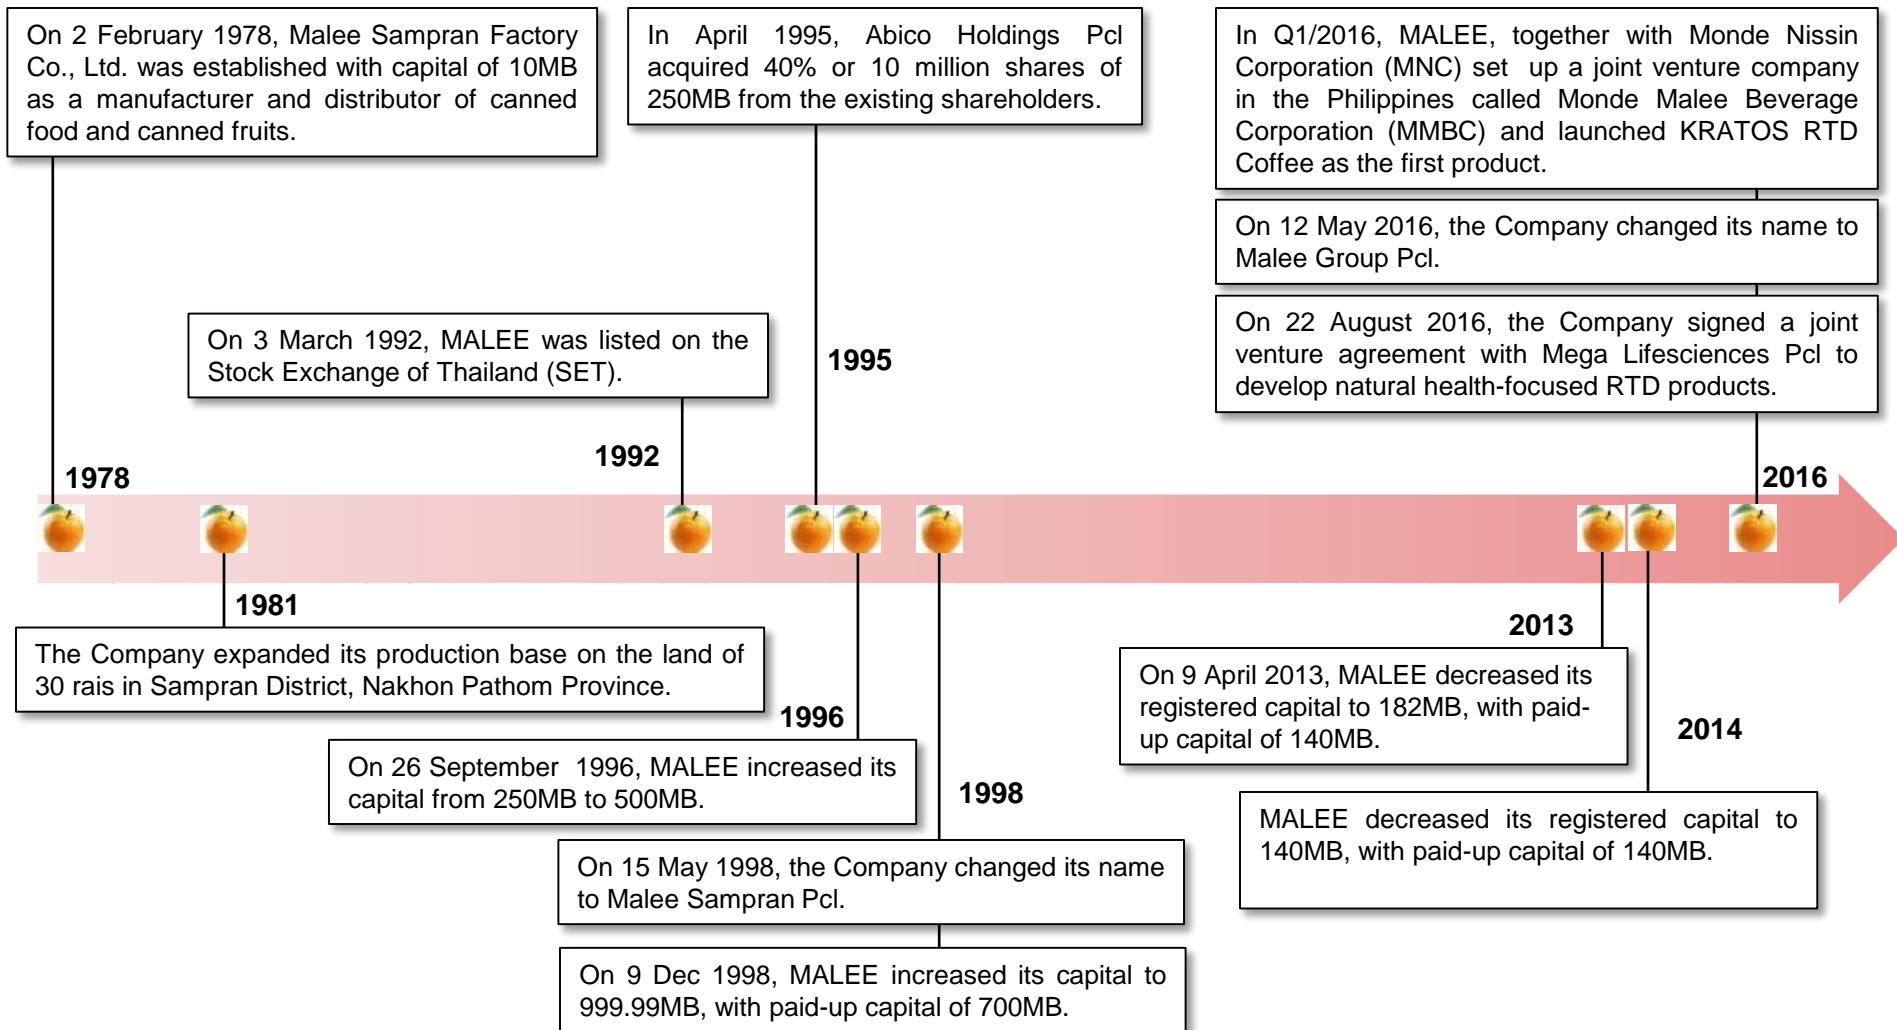 On 2 February 1978, Malee Sampran Factory
Co., Ltd. was established with capital of 10MB
as a manufacturer and distributor of canned
food and canned fruits.
In April 1995, Abico Holdings Pcl
acquired 40% or 10 million shares of
250MB from the existing shareholders.
In Q1/2016, MALEE, together with Monde Nissin
Corporation (MNC) set up a joint venture company
in the Philippines called Monde Malee Beverage
Corporation (MMBC) and launched KRATOS RTD
Coffee as the first product.
On 12 May 2016, the Company changed its name to
Malee Group Pcl.
On 22 August 2016, the Company signed a joint
venture agreement with Mega Lifesciences Pcl to
develop natural health-focused RTD products.
On 3 March 1992, MALEE was listed on the
Stock Exchange of Thailand (SET).
1995
1992
1978
2016
1981
The Company expanded its production base on the land of
30 rais in Sampran District, Nakhon Pathom Province.
2013
On 9 April 2013, MALEE decreased its
registered capital to 182MB, with paid-
up capital of 140MB.
1996
On 26 September 1996, MALEE increased its
capital from 250MB to 500MB.
2014
MALEE decreased its registered capital to
140MB, with paid-up capital of 140MB.
1998
On 15 May 1998, the Company changed its name
to Malee Sampran Pcl.
On 9 Dec 1998, MALEE increased its capital to
999.99MB, with paid-up capital of 700MB.